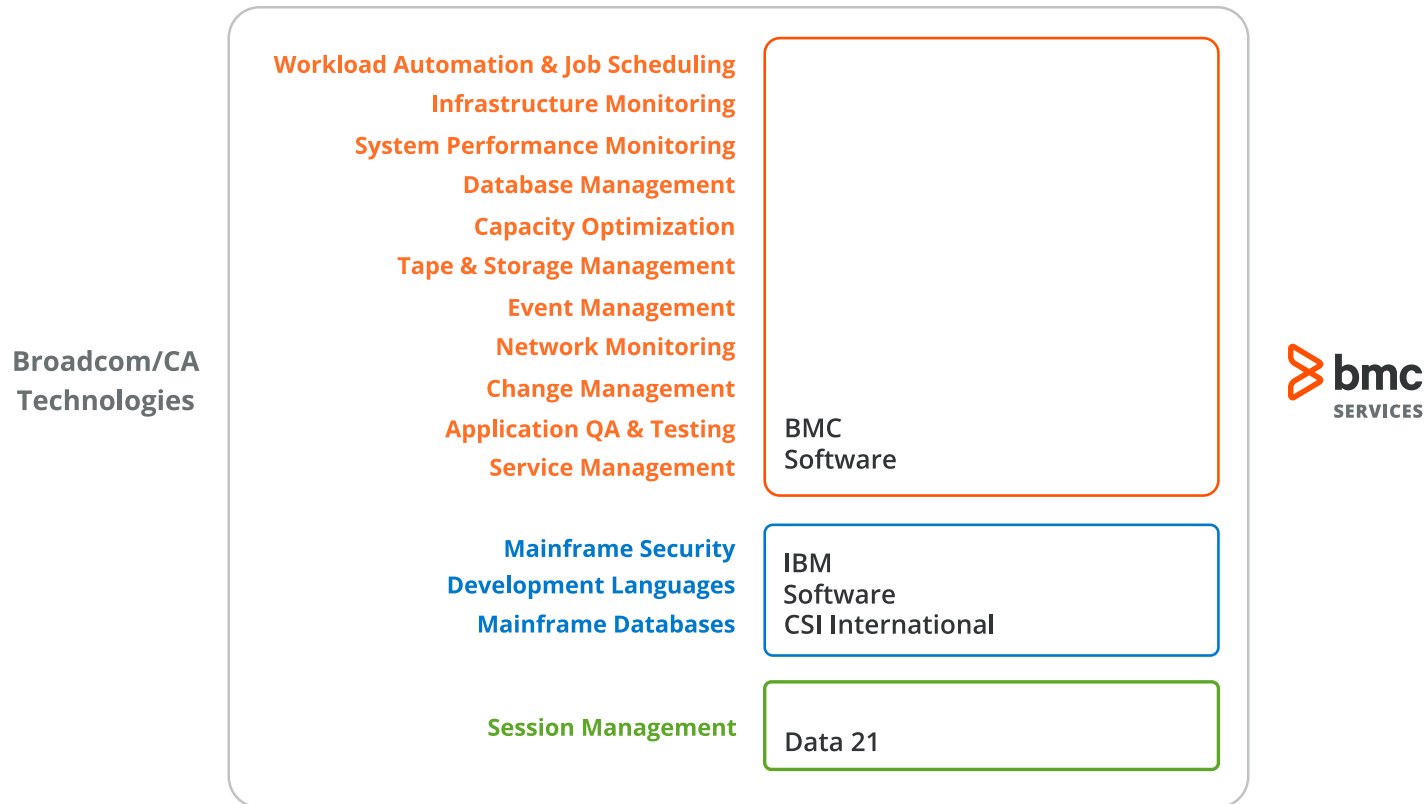 Workload Automation & Job Scheduling
Infrastructure Monitoring
System Performance Monitoring
Database Management
Capacity Optimization
Tape & Storage Management
Event Management
Network Monitoring
Change Management
Application QA & Testing
Service Management
BMC
Software
Broadcom/CA
Technologies
bmc
SERVICES
Mainframe Security
Development Languages
Mainframe Databases
IBM
Software
CSI International
Session Management
Data 21